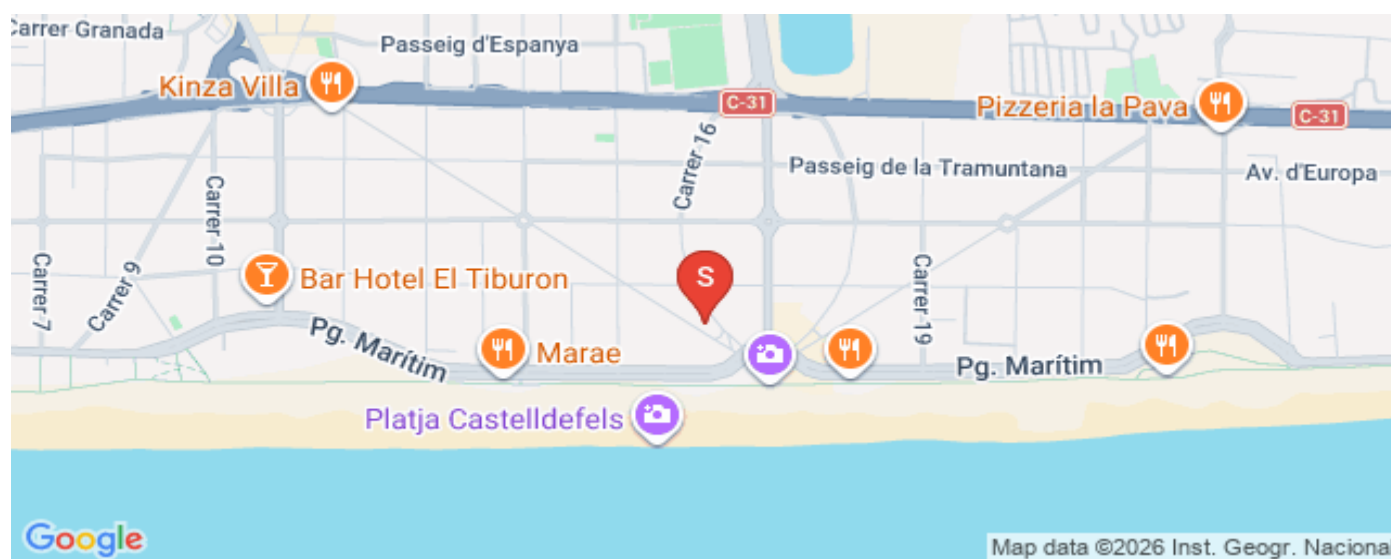 Carrer Granada
Passeig d'Espanya
Kinza Villa
C-31
Pizzeria la Pava
C-31
Carrer 16
Passeig de la Tramuntana
Av. d'Europa
Carrer 10
Carrer 7
Carrer 9
Bar Hotel El Tiburon
S
Carrer 19
Pg. Marítim
Marae
Pg. Marítim
Platja Castelldefels
Google
Map data ©2026 Inst. Geogr. Naciona